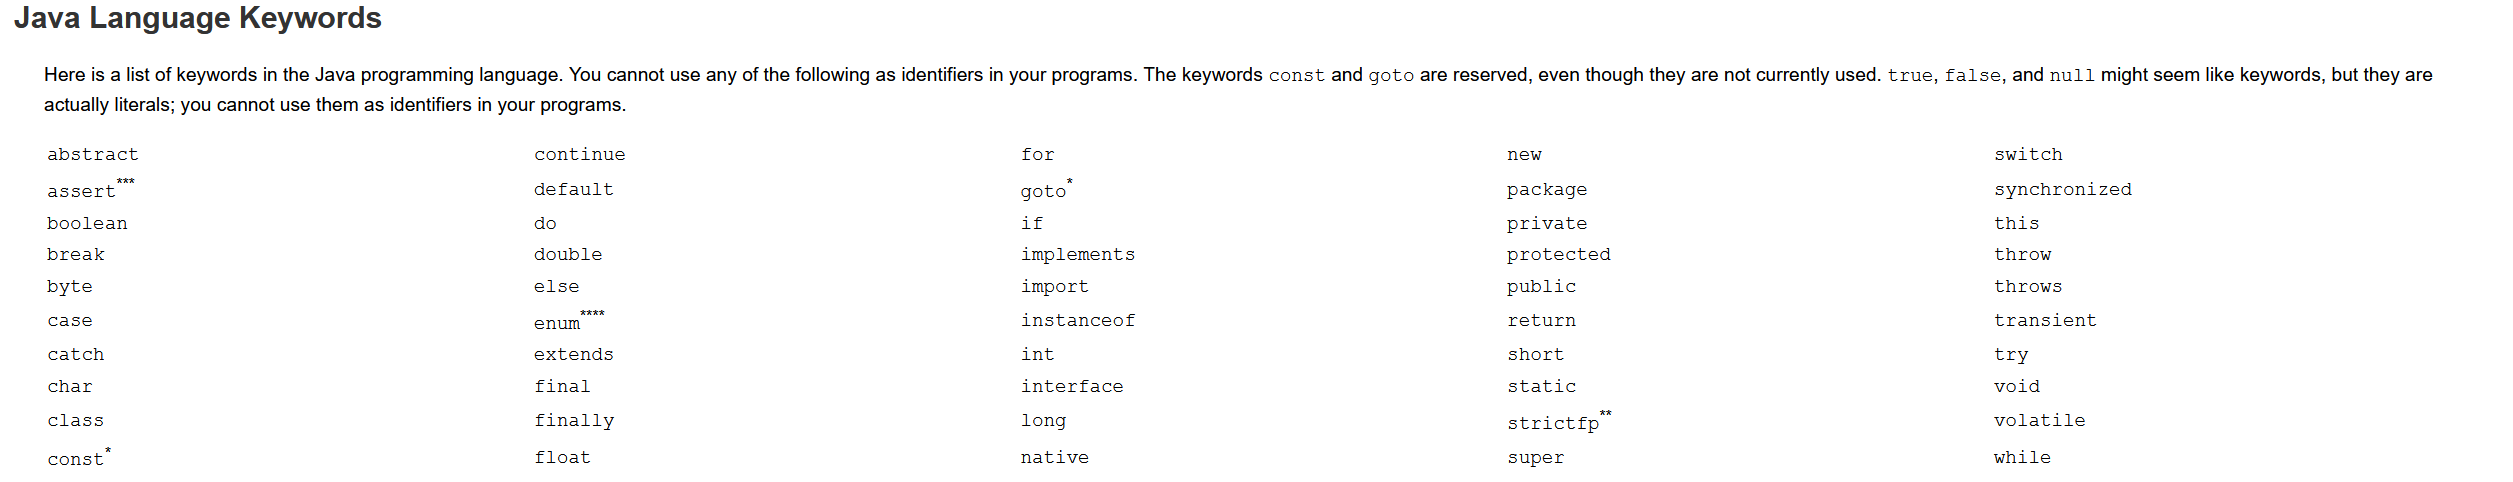 Java Language Keywords
Here is a list of keywords in the Java programming language. You cannot use any of the following as identifiers in your programs. The keywords const and goto are reserved, even though they are not currently used. true, false, and null might seem like keywords, but they are
actually literals; you cannot use them as identifiers in your programs.
abstract continue for new switch
assert*** default goto* package synchronized
boolean do if private this
break double implements protected throw
byte else import public throws
case enum**** instanceof return transient
catch extends int short try
char final interface static void
class finally long strictfp** volatile
const* float native super while